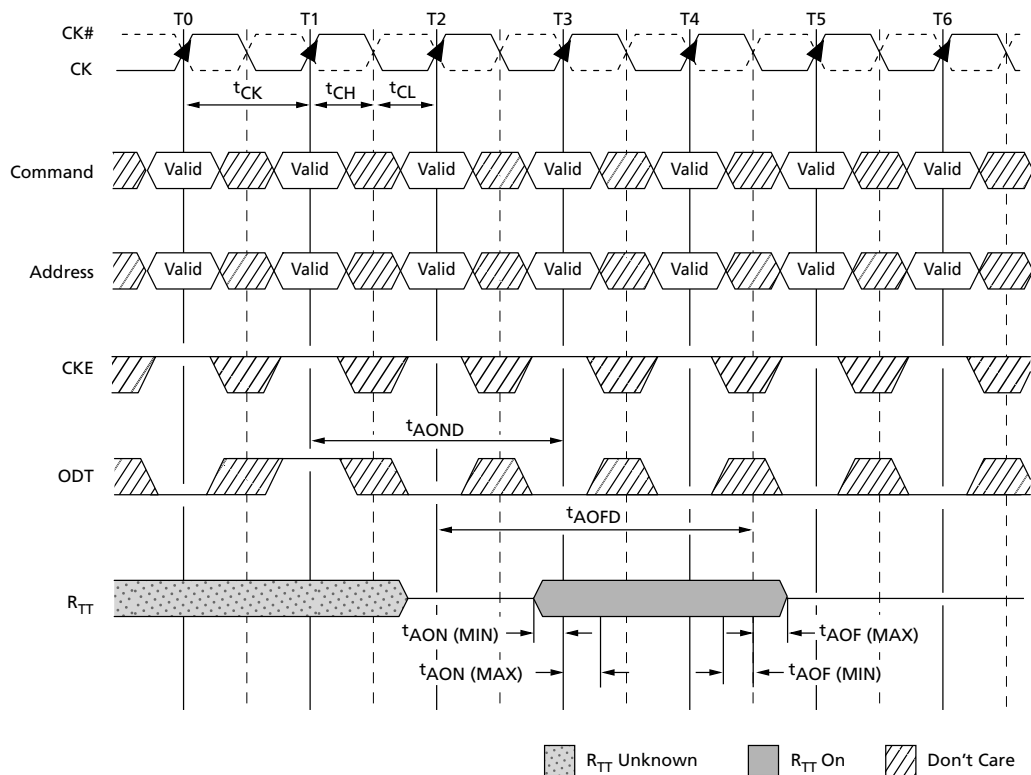 T0 T1 T2 T3 T4 T5 T6
CK#
CK
tCK tCH tCL
Command Valid Valid Valid Valid Valid Valid Valid
Address Valid Valid Valid Valid Valid Valid Valid
CKE
tAOND
ODT
tAOFD
RTT
tAON (MIN) tAOF (MAX)
tAON (MAX) tAOF (MIN)
RTT Unknown RTT On Don't Care